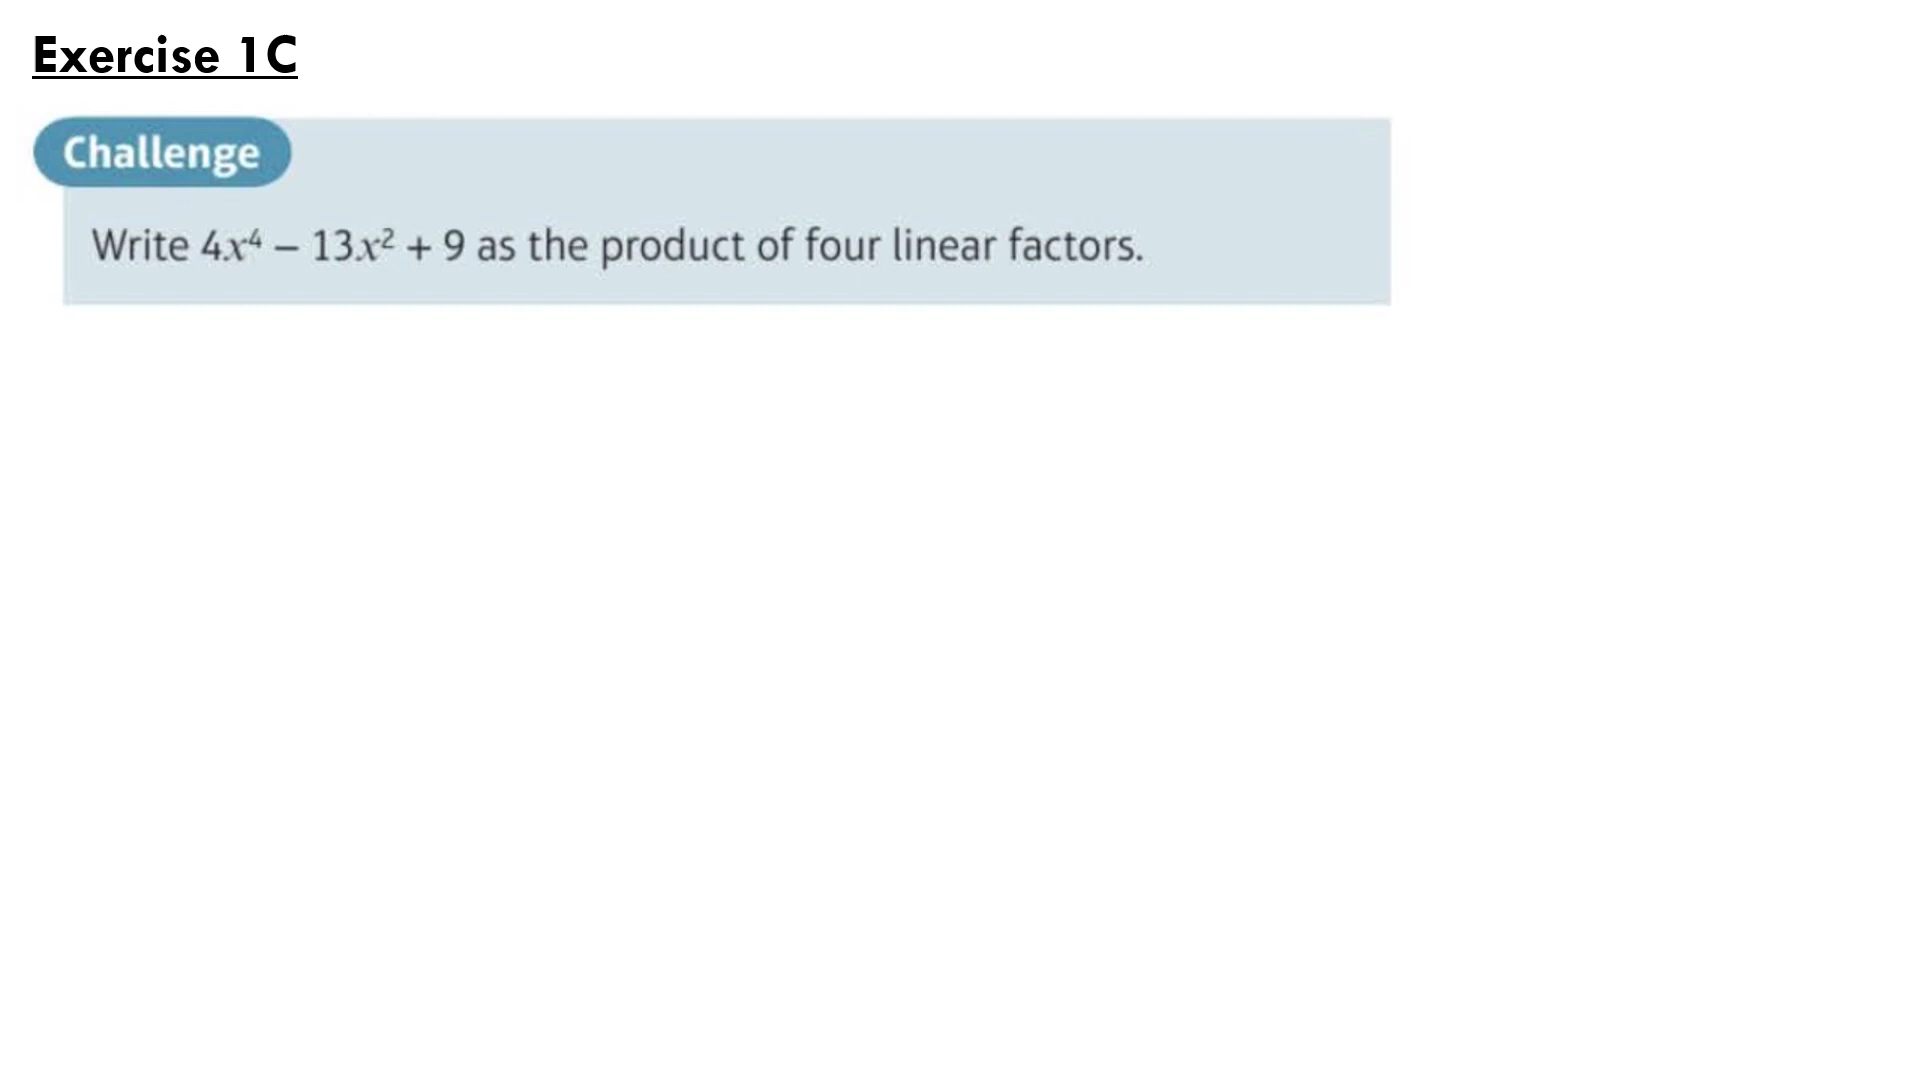 Exercise 1C
Challenge
Write 4x⁴ – 13x² + 9 as the product of four linear factors.